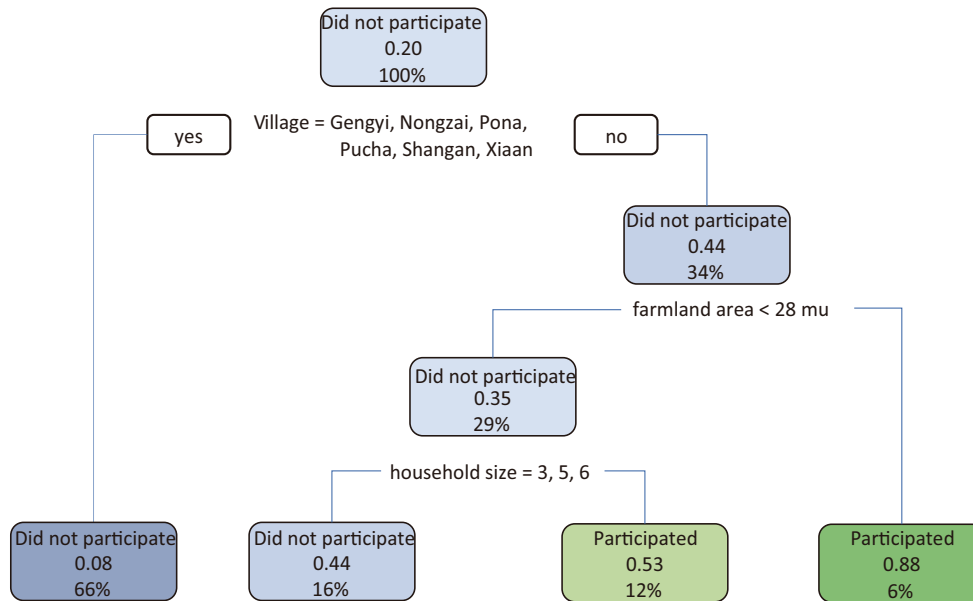 Did not participate
0.20
100%
yes
Village = Gengyi, Nongzai, Pona,
Pucha, Shangan, Xiaan
no
Did not participate
0.44
34%
farmland area < 28 mu
Did not participate
0.35
29%
household size = 3, 5, 6
Did not participate
0.08
66%
Did not participate
0.44
16%
Participated
0.53
12%
Participated
0.88
6%